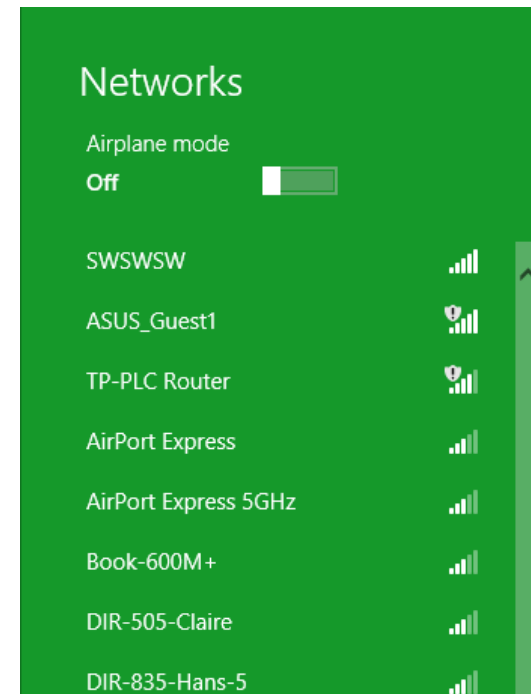 Networks
Airplane mode
Off
SWSWSW
ASUS_Guest1
TP-PLC Router
AirPort Express
AirPort Express 5GHz
Book-600M+
DIR-505-Claire
DIR-835-Hans-5